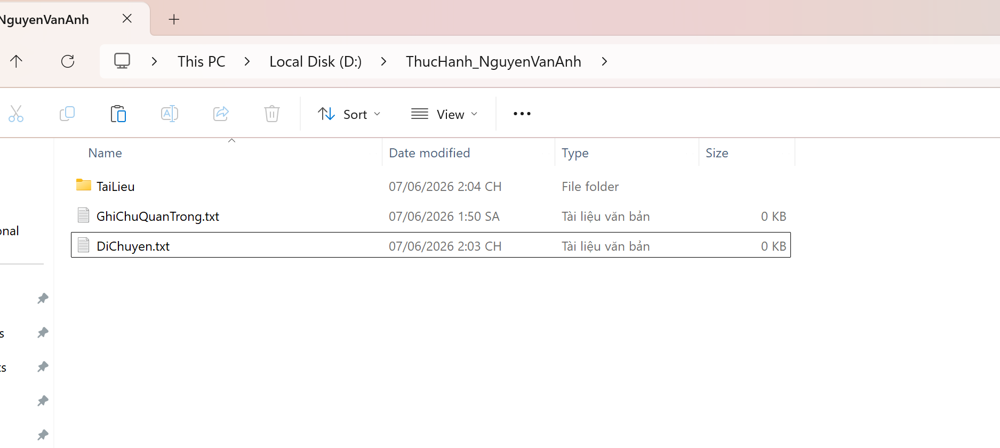 NguyenVanAnh
This PC > Local Disk (D:) > ThucHanh_NguyenVanAnh >
Sort View
Name Date modified Type Size
TaiLieu 07/06/2026 2:04 CH File folder
GhiChuQuanTrong.txt 07/06/2026 1:50 SA Tài liệu văn bản 0 KB
onal
DiChuyen.txt 07/06/2026 2:03 CH Tài liệu văn bản 0 KB
s
ts